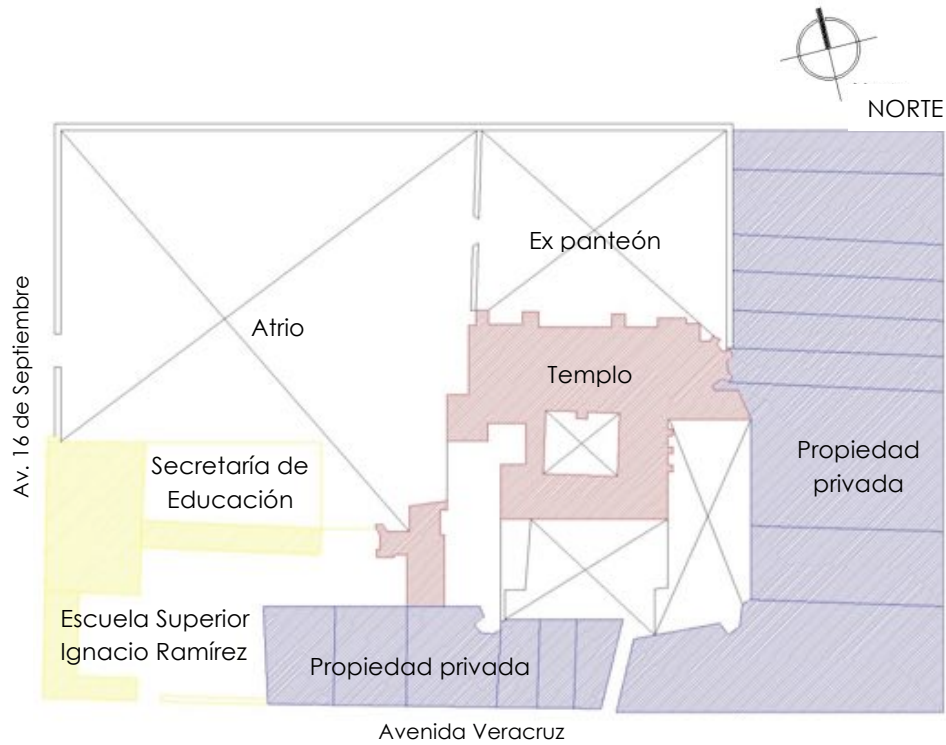 NORTE
Ex panteón
Av. 16 de Septiembre
Atrio
Templo
Secretaría de
Educación
Propiedad
privada
Escuela Superior
Ignacio Ramírez
Propiedad privada
Avenida Veracruz